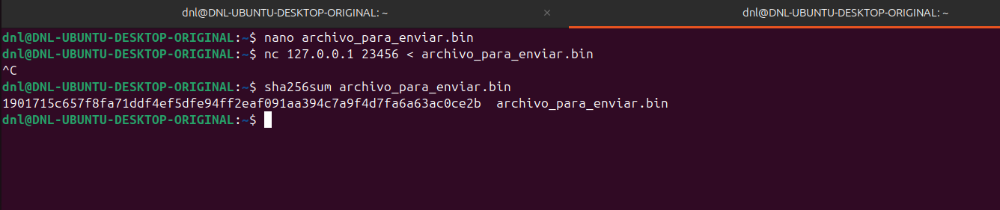 dnl@DNL-UBUNTU-DESKTOP-ORIGINAL: ~ × dnl@DNL-UBUNTU-DESKTOP-ORIGINAL: ~
dnl@DNL-UBUNTU-DESKTOP-ORIGINAL:~$ nano archivo_para_enviar.bin
dnl@DNL-UBUNTU-DESKTOP-ORIGINAL:~$ nc 127.0.0.1 23456 < archivo_para_enviar.bin
^C
dnl@DNL-UBUNTU-DESKTOP-ORIGINAL:~$ sha256sum archivo_para_enviar.bin
1901715c657f8fa71ddf4ef5dfe94ff2eaf091aa394c7a9f4d7fa6a63ac0ce2b  archivo_para_enviar.bin
dnl@DNL-UBUNTU-DESKTOP-ORIGINAL:~$